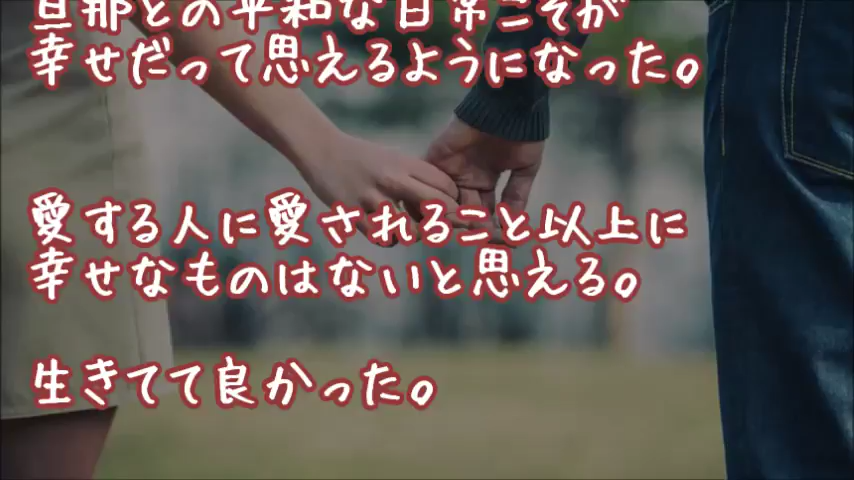 旦那との平和な日常こそが
幸せだって思えるようになった。
愛する人に愛されること以上に
幸せなものはないと思える。
生きてて良かった。